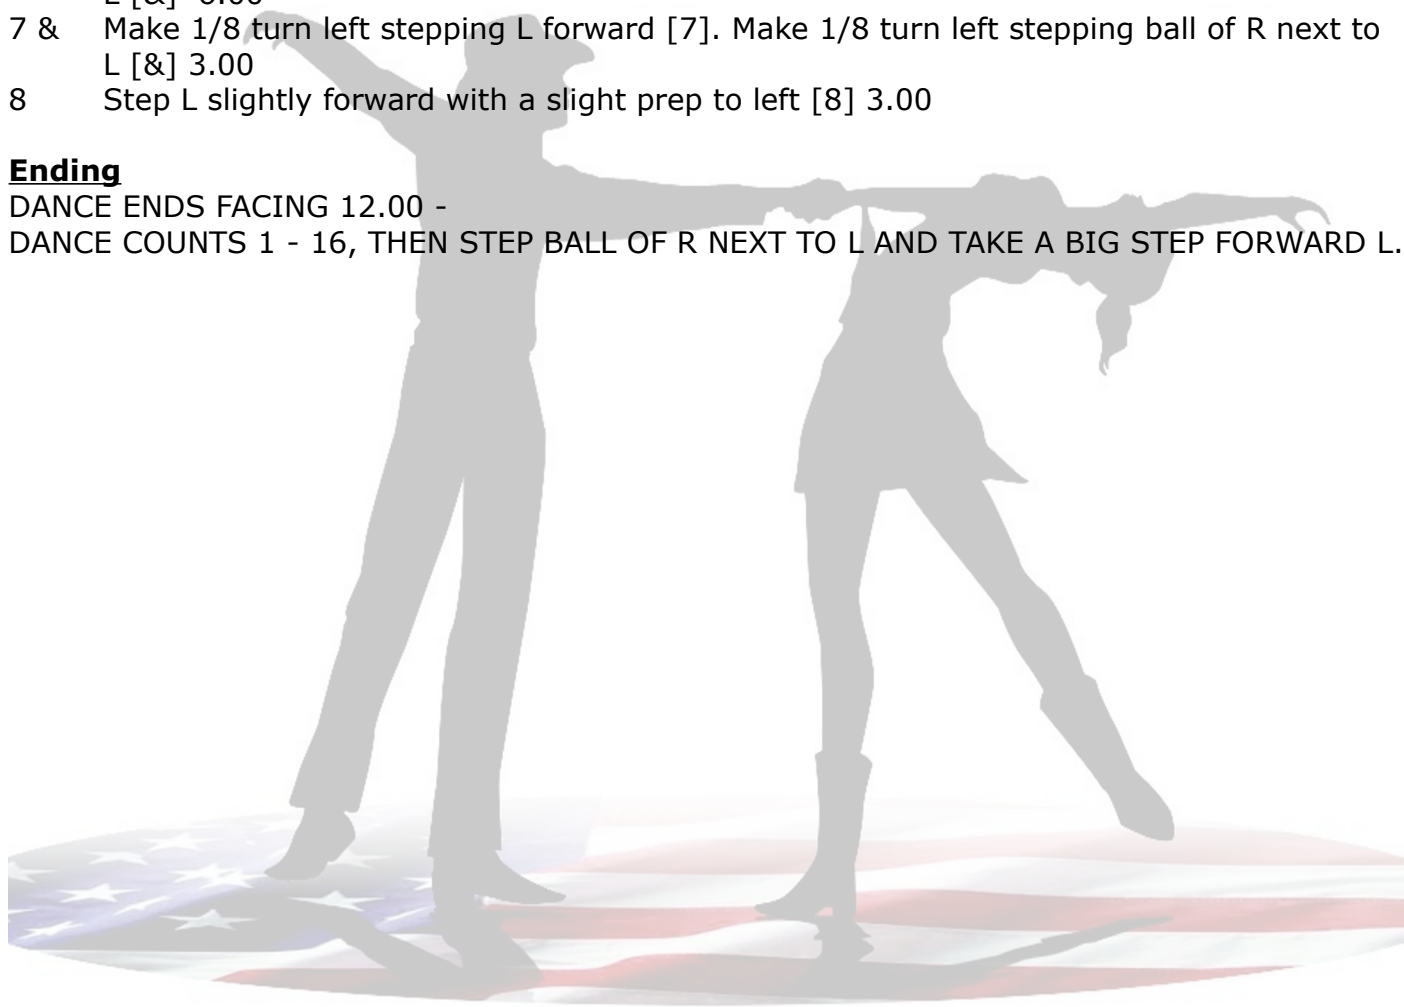 L [&] 6.00
7 & Make 1/8 turn left stepping L forward [7]. Make 1/8 turn left stepping ball of R next to
L [&] 3.00
8 Step L slightly forward with a slight prep to left [8] 3.00
Ending
DANCE ENDS FACING 12.00 -
DANCE COUNTS 1 - 16, THEN STEP BALL OF R NEXT TO L AND TAKE A BIG STEP FORWARD L.